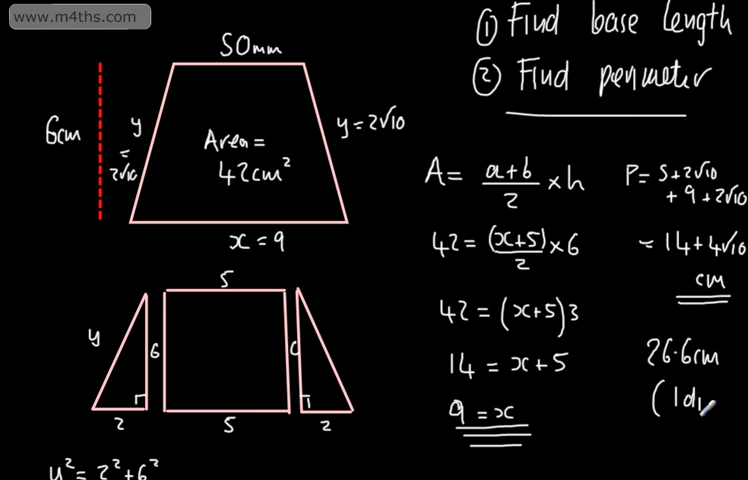 www.m4ths.com
① Find base length
② Find perimeter
50mm
6cm
y
=
2√10
Area =
42cm²
y=2√10
x = 9
A= a+b/2 ×h
42= (x+5)/2 ×6
42 = (x+5)3
14 = x+5
9 = x
P= 5+2√10
+ 9 +2√10
= 14+4√10
cm
26.6cm
(1d
5
y
6
6
2
5
2
y²= 2²+6²